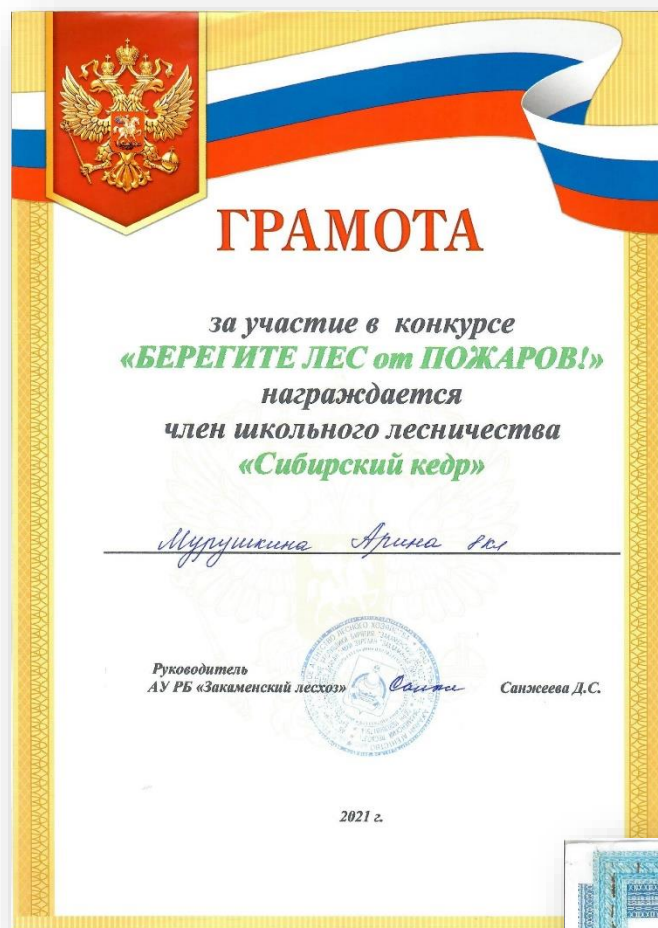 ГРАМОТА
за участие в конкурсе
«БЕРЕГИТЕ ЛЕС от ПОЖАРОВ!»
награждается
член школьного лесничества
«Сибирский кедр»
Мурушкина Арина 8кл
Руководитель
АУ РБ «Закаменский лесхоз»
Санжеева Д.С.
2021 г.